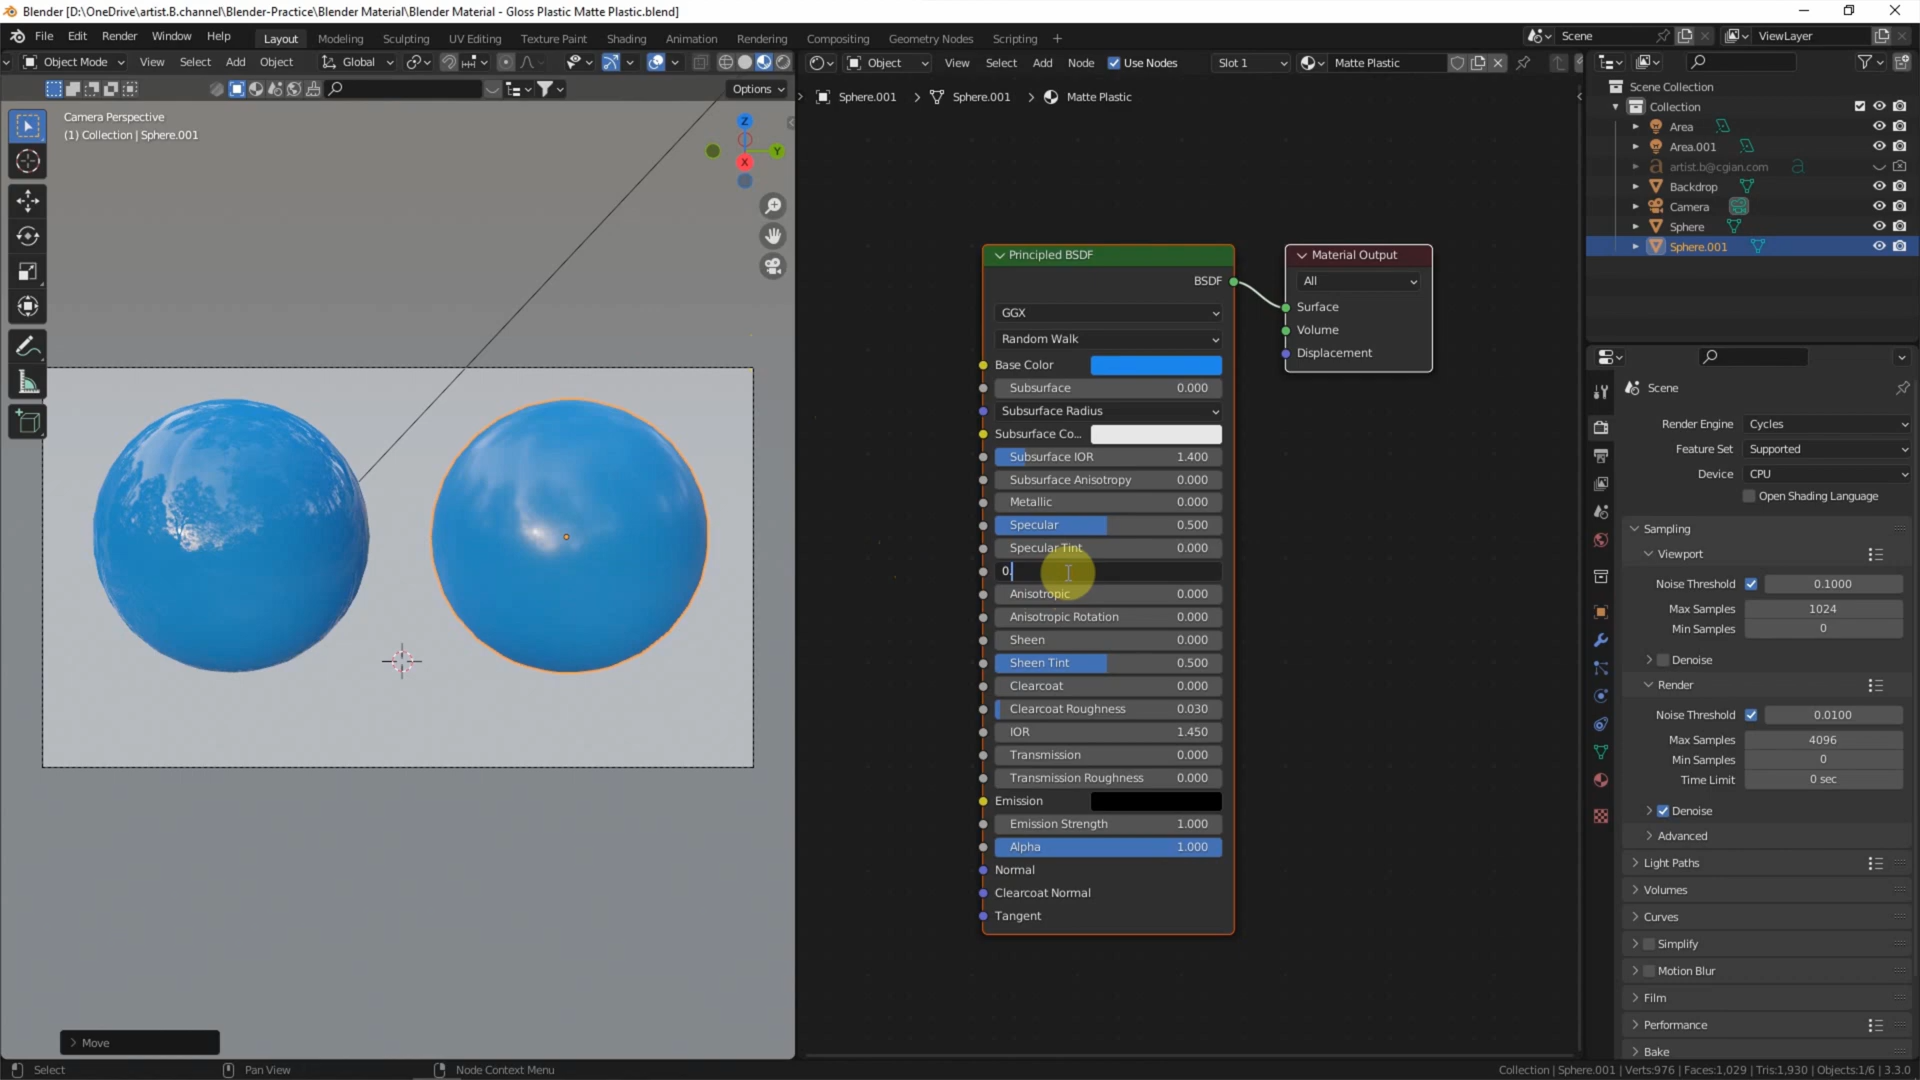 Blender [D:\OneDrive\artist.B.channel\Blender-Practice\Blender Material\Blender Material - Gloss Plastic Matte Plastic.blend]
File Edit Render Window Help Layout Modeling Sculpting UV Editing Texture Paint Shading Animation Rendering Compositing Geometry Nodes Scripting + Scene ViewLayer
Object Mode View Select Add Object Global Object View Select Add Node Use Nodes Slot 1 Matte Plastic
Options
Sphere.001 > Sphere.001 > Matte Plastic
Camera Perspective
(1) Collection | Sphere.001
Z
Y
X
Principled BSDF
BSDF
GGX
Random Walk
Base Color
Subsurface 0.000
Subsurface Radius
Subsurface Co...
Subsurface IOR 1.400
Subsurface Anisotropy 0.000
Metallic 0.000
Specular 0.500
Specular Tint 0.000
0.
Anisotropic 0.000
Anisotropic Rotation 0.000
Sheen 0.000
Sheen Tint 0.500
Clearcoat 0.000
Clearcoat Roughness 0.030
IOR 1.450
Transmission 0.000
Transmission Roughness 0.000
Emission
Emission Strength 1.000
Alpha 1.000
Normal
Clearcoat Normal
Tangent
Material Output
All
Surface
Volume
Displacement
Scene Collection
Collection
Area
Area.001
artist.b@cgian.com
Backdrop
Camera
Sphere
Sphere.001
Scene
Render Engine Cycles
Feature Set Supported
Device CPU
Open Shading Language
Sampling
Viewport
Noise Threshold 0.1000
Max Samples 1024
Min Samples 0
Denoise
Render
Noise Threshold 0.0100
Max Samples 4096
Min Samples 0
Time Limit 0 sec
Denoise
Advanced
Light Paths
Volumes
Curves
Simplify
Motion Blur
Film
Performance
Bake
Move
Select Pan View Node Context Menu Collection | Sphere.001 | Verts:976 | Faces:1,029 | Tris:1,930 | Objects:1/6 | 3.3.0